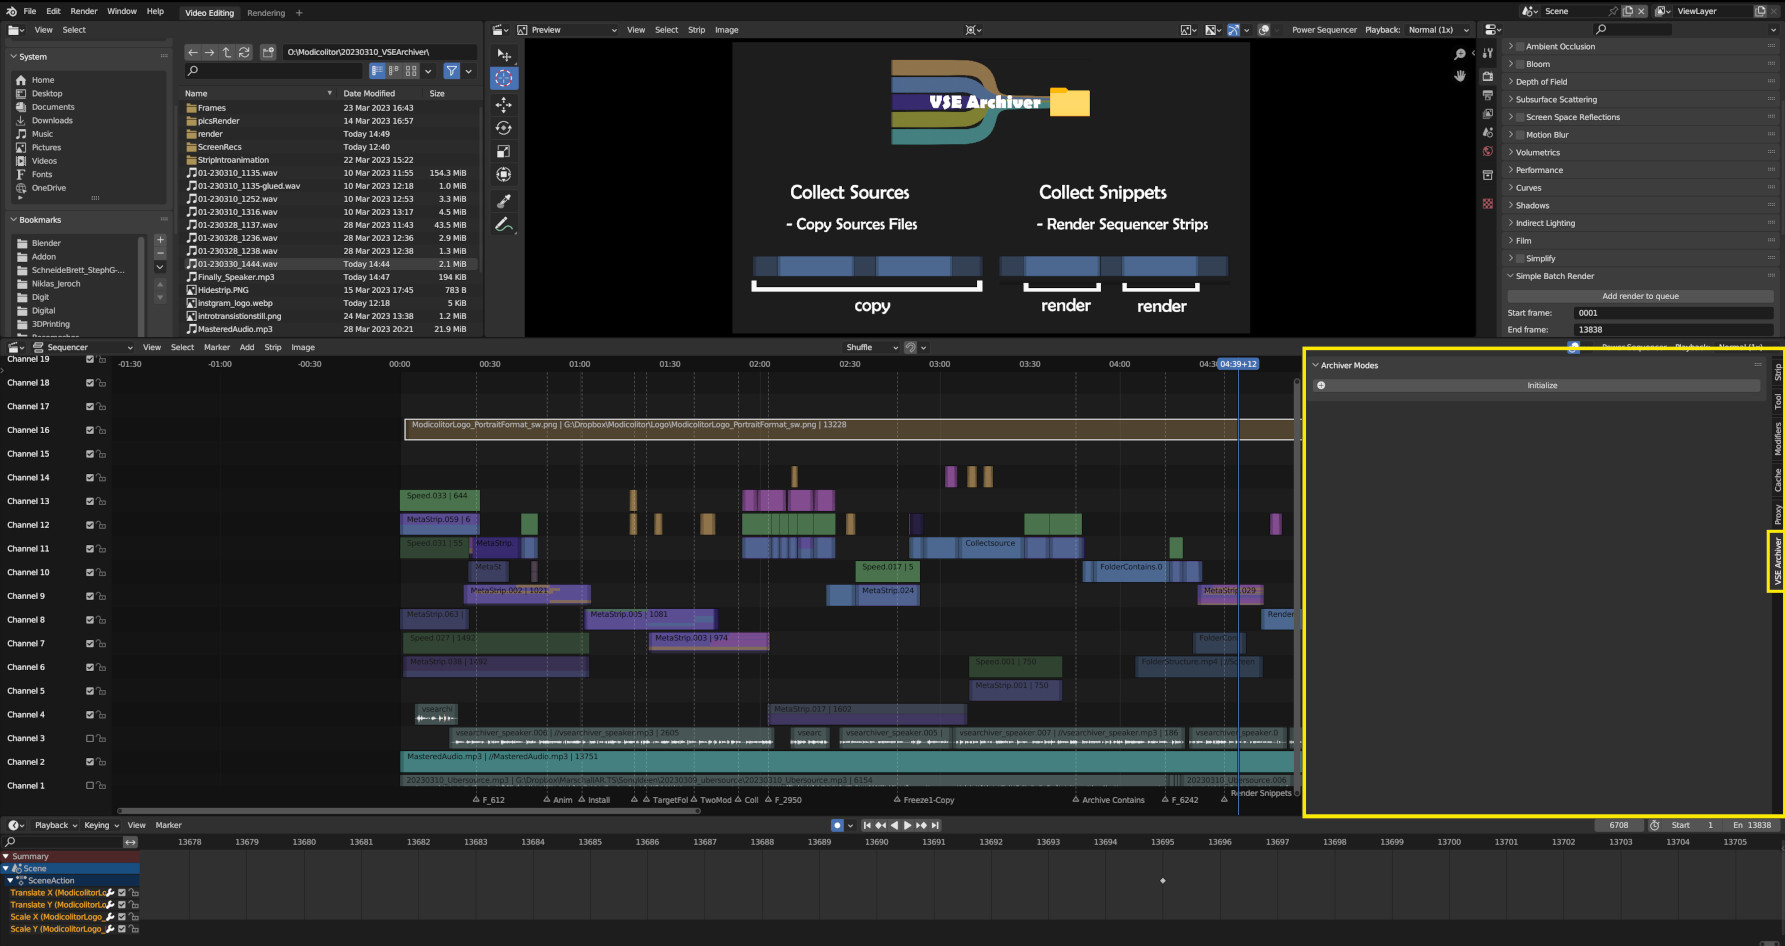 File Edit Render Window Help Video Editing Rendering + Scene ViewLayer
View Select
System
Home
Desktop
Documents
Downloads
Music
Pictures
Videos
Fonts
OneDrive
Bookmarks
Blender
Addon
SchneideBrett_StephG-...
Niklas_Jeroch
Digit
Digital
3DPrinting
O:\Modicolitor\20230310_VSEArchiver\
Name Date Modified Size
Frames 23 Mar 2023 16:43
picsRender 14 Mar 2023 16:57
render Today 14:49
ScreenRecs Today 12:40
StripIntroanimation 22 Mar 2023 15:22
01-230310_1135.wav 10 Mar 2023 11:55 154.3 MiB
01-230310_1135-glued.wav 10 Mar 2023 12:18 1.0 MiB
01-230310_1252.wav 10 Mar 2023 12:53 3.3 MiB
01-230310_1316.wav 10 Mar 2023 13:17 4.5 MiB
01-230328_1137.wav 28 Mar 2023 11:43 43.5 MiB
01-230328_1236.wav 28 Mar 2023 12:36 2.9 MiB
01-230328_1238.wav 28 Mar 2023 12:38 1.3 MiB
01-230330_1444.wav Today 14:44 2.1 MiB
Finally_Speaker.mp3 Today 14:47 194 KiB
Hidestrip.PNG 15 Mar 2023 17:45 783 B
instgram_logo.webp Today 12:18 5 KiB
introtransistionstill.png 24 Mar 2023 13:38 1.2 MiB
MasteredAudio.mp3 28 Mar 2023 20:21 21.9 MiB
Preview View Select Strip Image Power Sequencer Playback: Normal (1x)
VSE Archiver
Collect Sources
- Copy Sources Files
copy
Collect Snippets
- Render Sequencer Strips
render render
Ambient Occlusion
Bloom
Depth of Field
Subsurface Scattering
Screen Space Reflections
Motion Blur
Volumetrics
Performance
Curves
Shadows
Indirect Lighting
Film
Simplify
Simple Batch Render
Add render to queue
Start frame: 0001
End frame: 13838
Sequencer View Select Marker Add Strip Image Shuffle Power Sequencer Playback: Normal (1x)
-01:30 -01:00 -00:30 00:00 00:30 01:00 01:30 02:00 02:30 03:00 03:30 04:00 04:3 04:39+12
Channel 19
Channel 18
Channel 17
Channel 16 ModicolitorLogo_PortraitFormat_sw.png | G:\Dropbox\Modicolitor\Logo\ModicolitorLogo_PortraitFormat_sw.png | 13228
Channel 15
Channel 14
Channel 13 Speed.033 | 644
Channel 12 MetaStrip.059 | 6
Channel 11 Speed.031 | 55 MetaStrip. Collectsource
Channel 10 MetaSt Speed.017 | 5 FolderContains.0
Channel 9 MetaStrip.002 | 1021 MetaStrip.024 MetaStrip.029
Channel 8 MetaStrip.063 | MetaStrip.005 | 1081 Render
Channel 7 Speed.027 | 1492 MetaStrip.003 | 974 FolderCon
Channel 6 MetaStrip.038 | 1492 Speed.001 | 750 FolderStructure.mp4 | //Screen
Channel 5 MetaStrip.001 | 750
Channel 4 vsearchi MetaStrip.017 | 1602
Channel 3 vsearchiver_speaker.006 | //vsearchiver_speaker.mp3 | 2605 vsearc vsearchiver_speaker.005 | vsearchiver_speaker.007 | //vsearchiver_speaker.mp3 | 186 vsearchiver_speaker.0
Channel 2 MasteredAudio.mp3 | //MasteredAudio.mp3 | 13751
Channel 1 20230310_Ubersource.mp3 | 6154 20230310_Ubersource.006
F_612 Anim Install TargetFol TwoMod Coll F_2950 Freeze1-Copy Archive Contains F_6242 Render Snippets
Archiver Modes
Initialize
Strip
Tool
Modifiers
Cache
Proxy
VSE Archiver
Playback Keying View Marker 6708 Start 1 En 13838
13678 13679 13680 13681 13682 13683 13684 13685 13686 13687 13688 13689 13690 13691 13692 13693 13694 13695 13696 13697 13698 13699 13700 13701 13702 13703 13704 13705
Summary
Scene
SceneAction
Translate X (ModicolitorLo
Translate Y (ModicolitorLo
Scale X (ModicolitorLogo_
Scale Y (ModicolitorLogo_